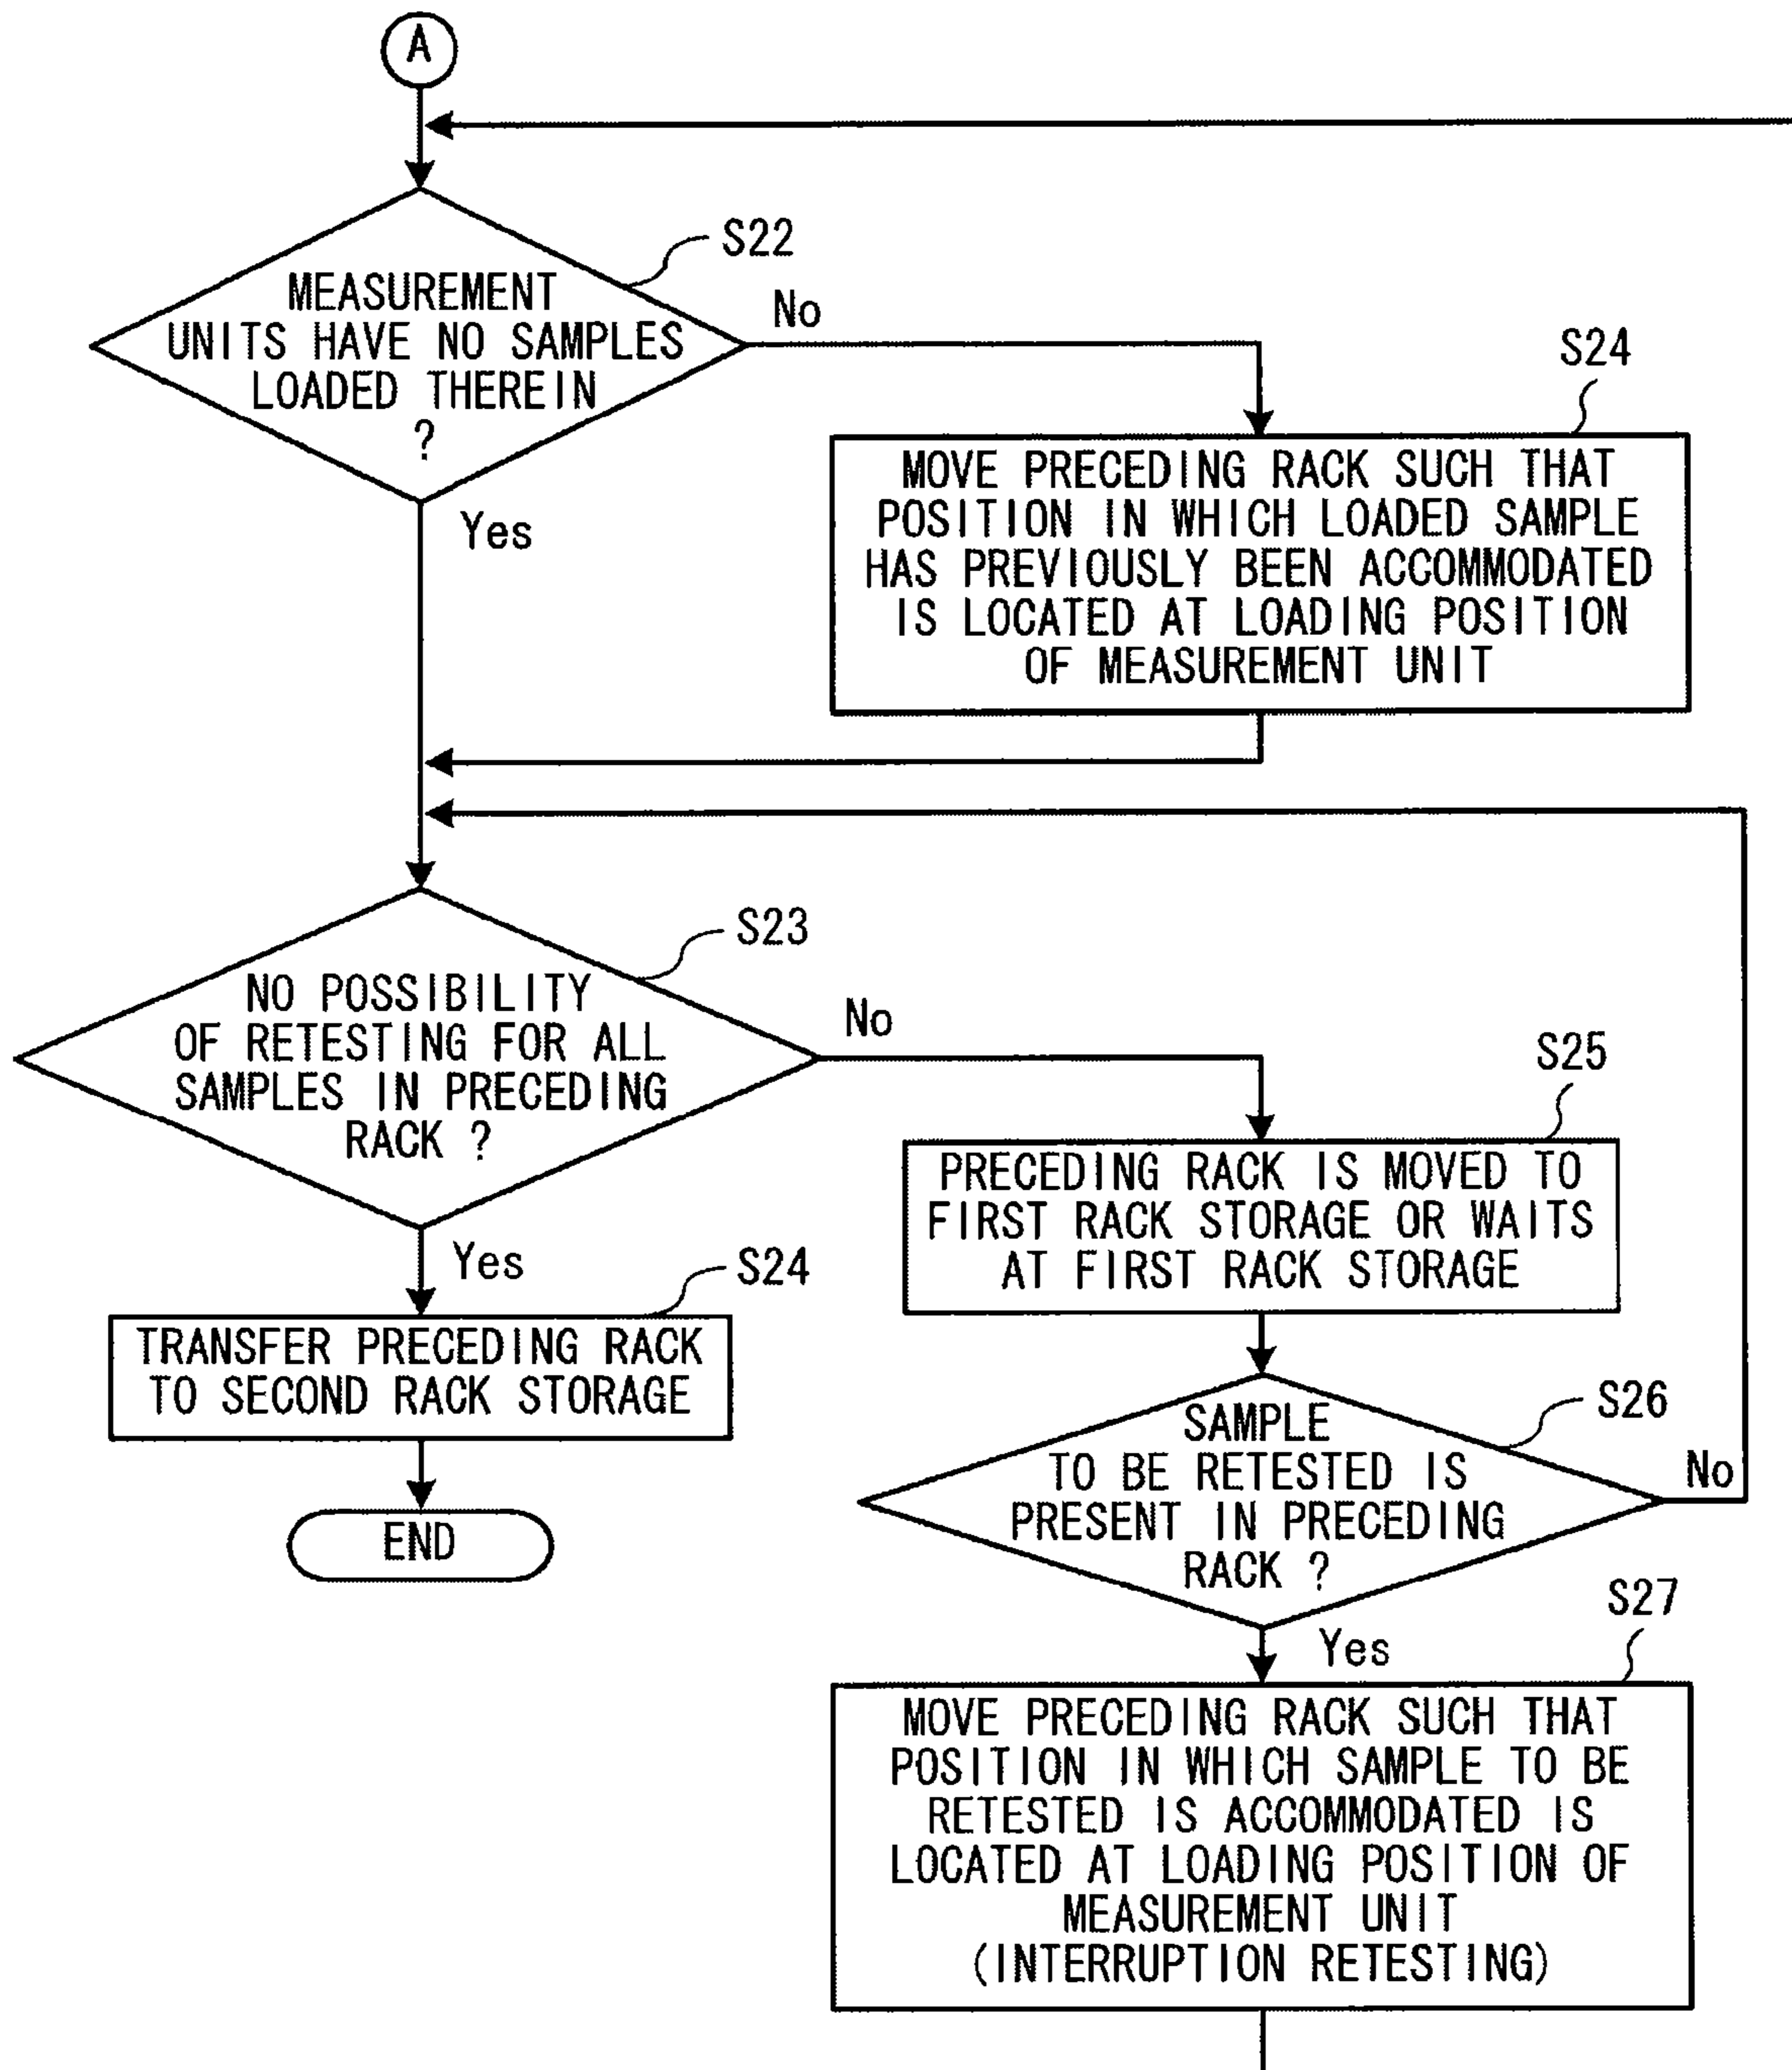 A
S22
MEASUREMENT
UNITS HAVE NO SAMPLES
LOADED THEREIN
?
No
Yes
S24
MOVE PRECEDING RACK SUCH THAT
POSITION IN WHICH LOADED SAMPLE
HAS PREVIOUSLY BEEN ACCOMMODATED
IS LOCATED AT LOADING POSITION
OF MEASUREMENT UNIT
S23
NO POSSIBILITY
OF RETESTING FOR ALL
SAMPLES IN PRECEDING
RACK ?
No
Yes
S24
TRANSFER PRECEDING RACK
TO SECOND RACK STORAGE
END
S25
PRECEDING RACK IS MOVED TO
FIRST RACK STORAGE OR WAITS
AT FIRST RACK STORAGE
S26
SAMPLE
TO BE RETESTED IS
PRESENT IN PRECEDING
RACK ?
No
Yes
S27
MOVE PRECEDING RACK SUCH THAT
POSITION IN WHICH SAMPLE TO BE
RETESTED IS ACCOMMODATED IS
LOCATED AT LOADING POSITION OF
MEASUREMENT UNIT
(INTERRUPTION RETESTING)